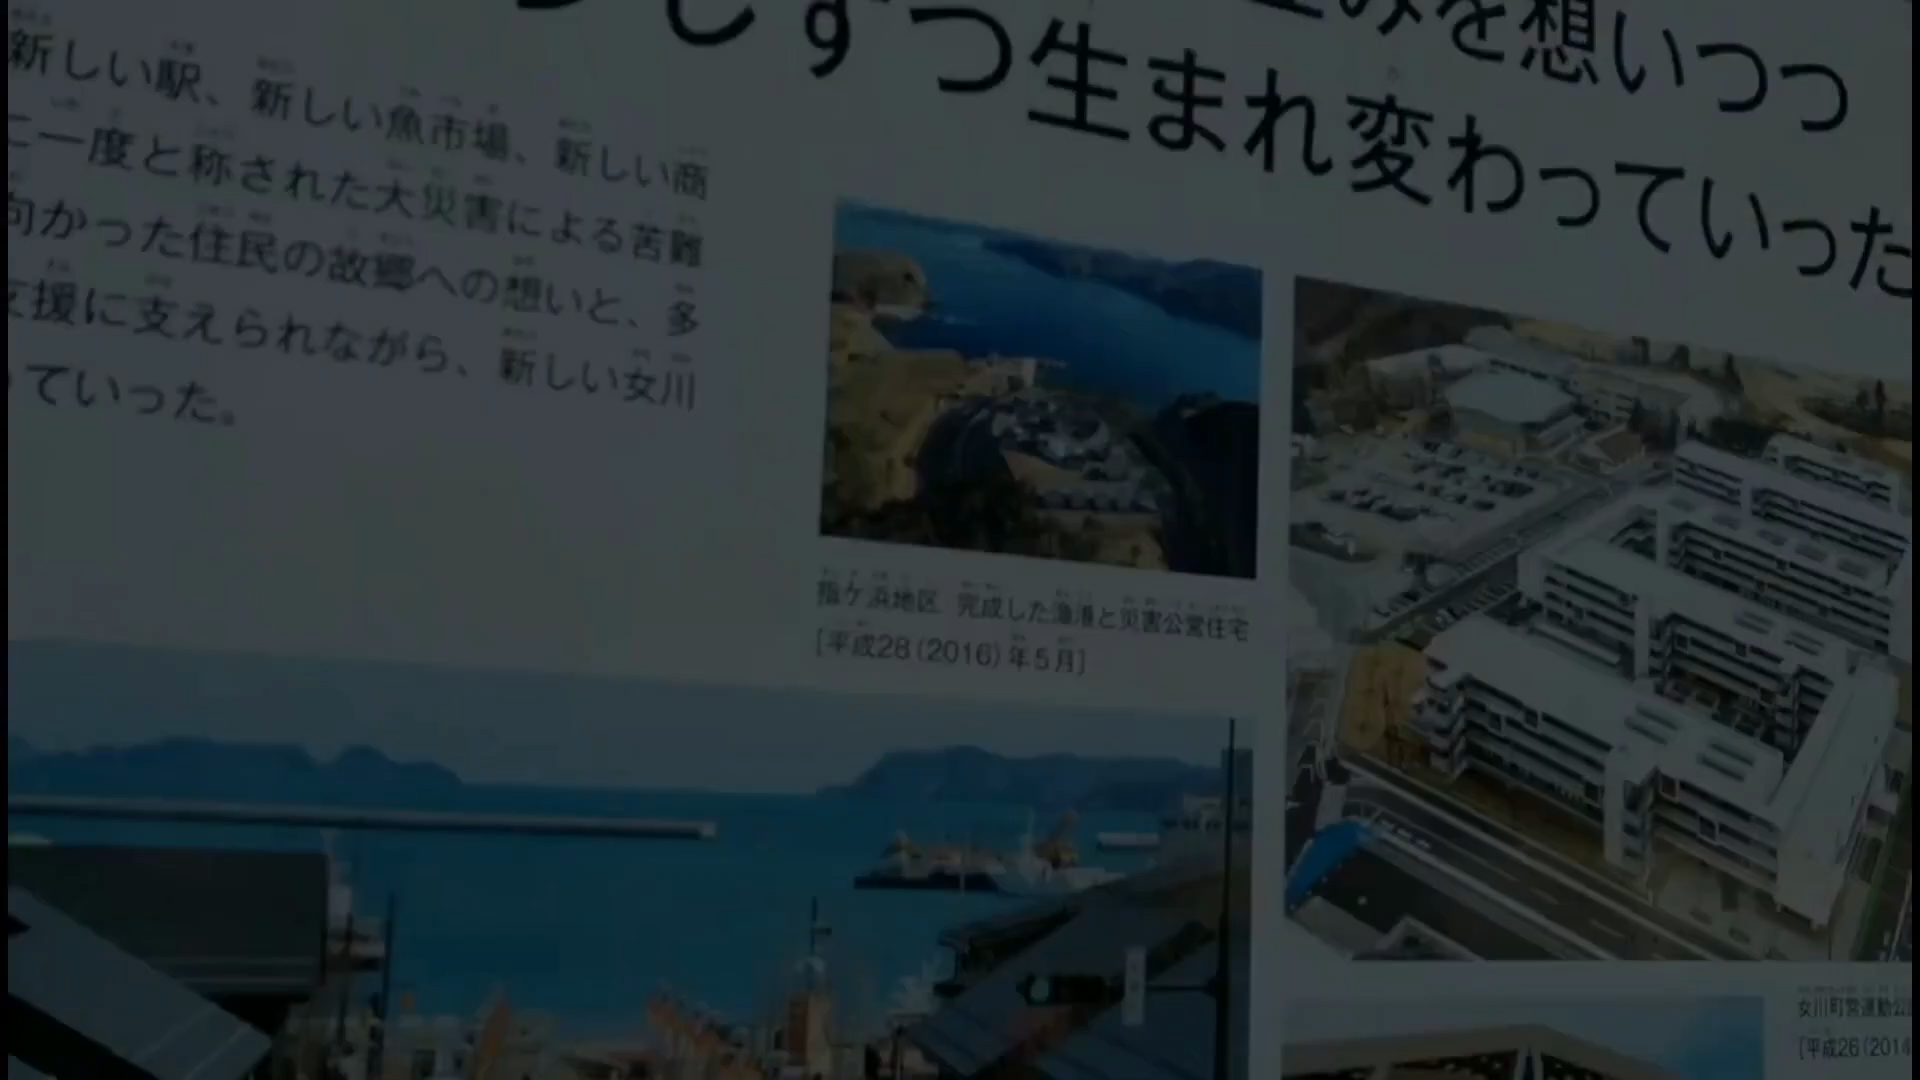 みを想いつつ
しずつ生まれ変わっていった
新しい駅、新しい魚市場、新しい商
に一度と称された大災害による苦難
向かった住民の故郷への想いと、多
支援に支えられながら、新しい女川
っていった。
指ケ浜地区 完成した漁港と災害公営住宅
[平成28(2016)年5月]
女川町営運動公
[平成26(2014